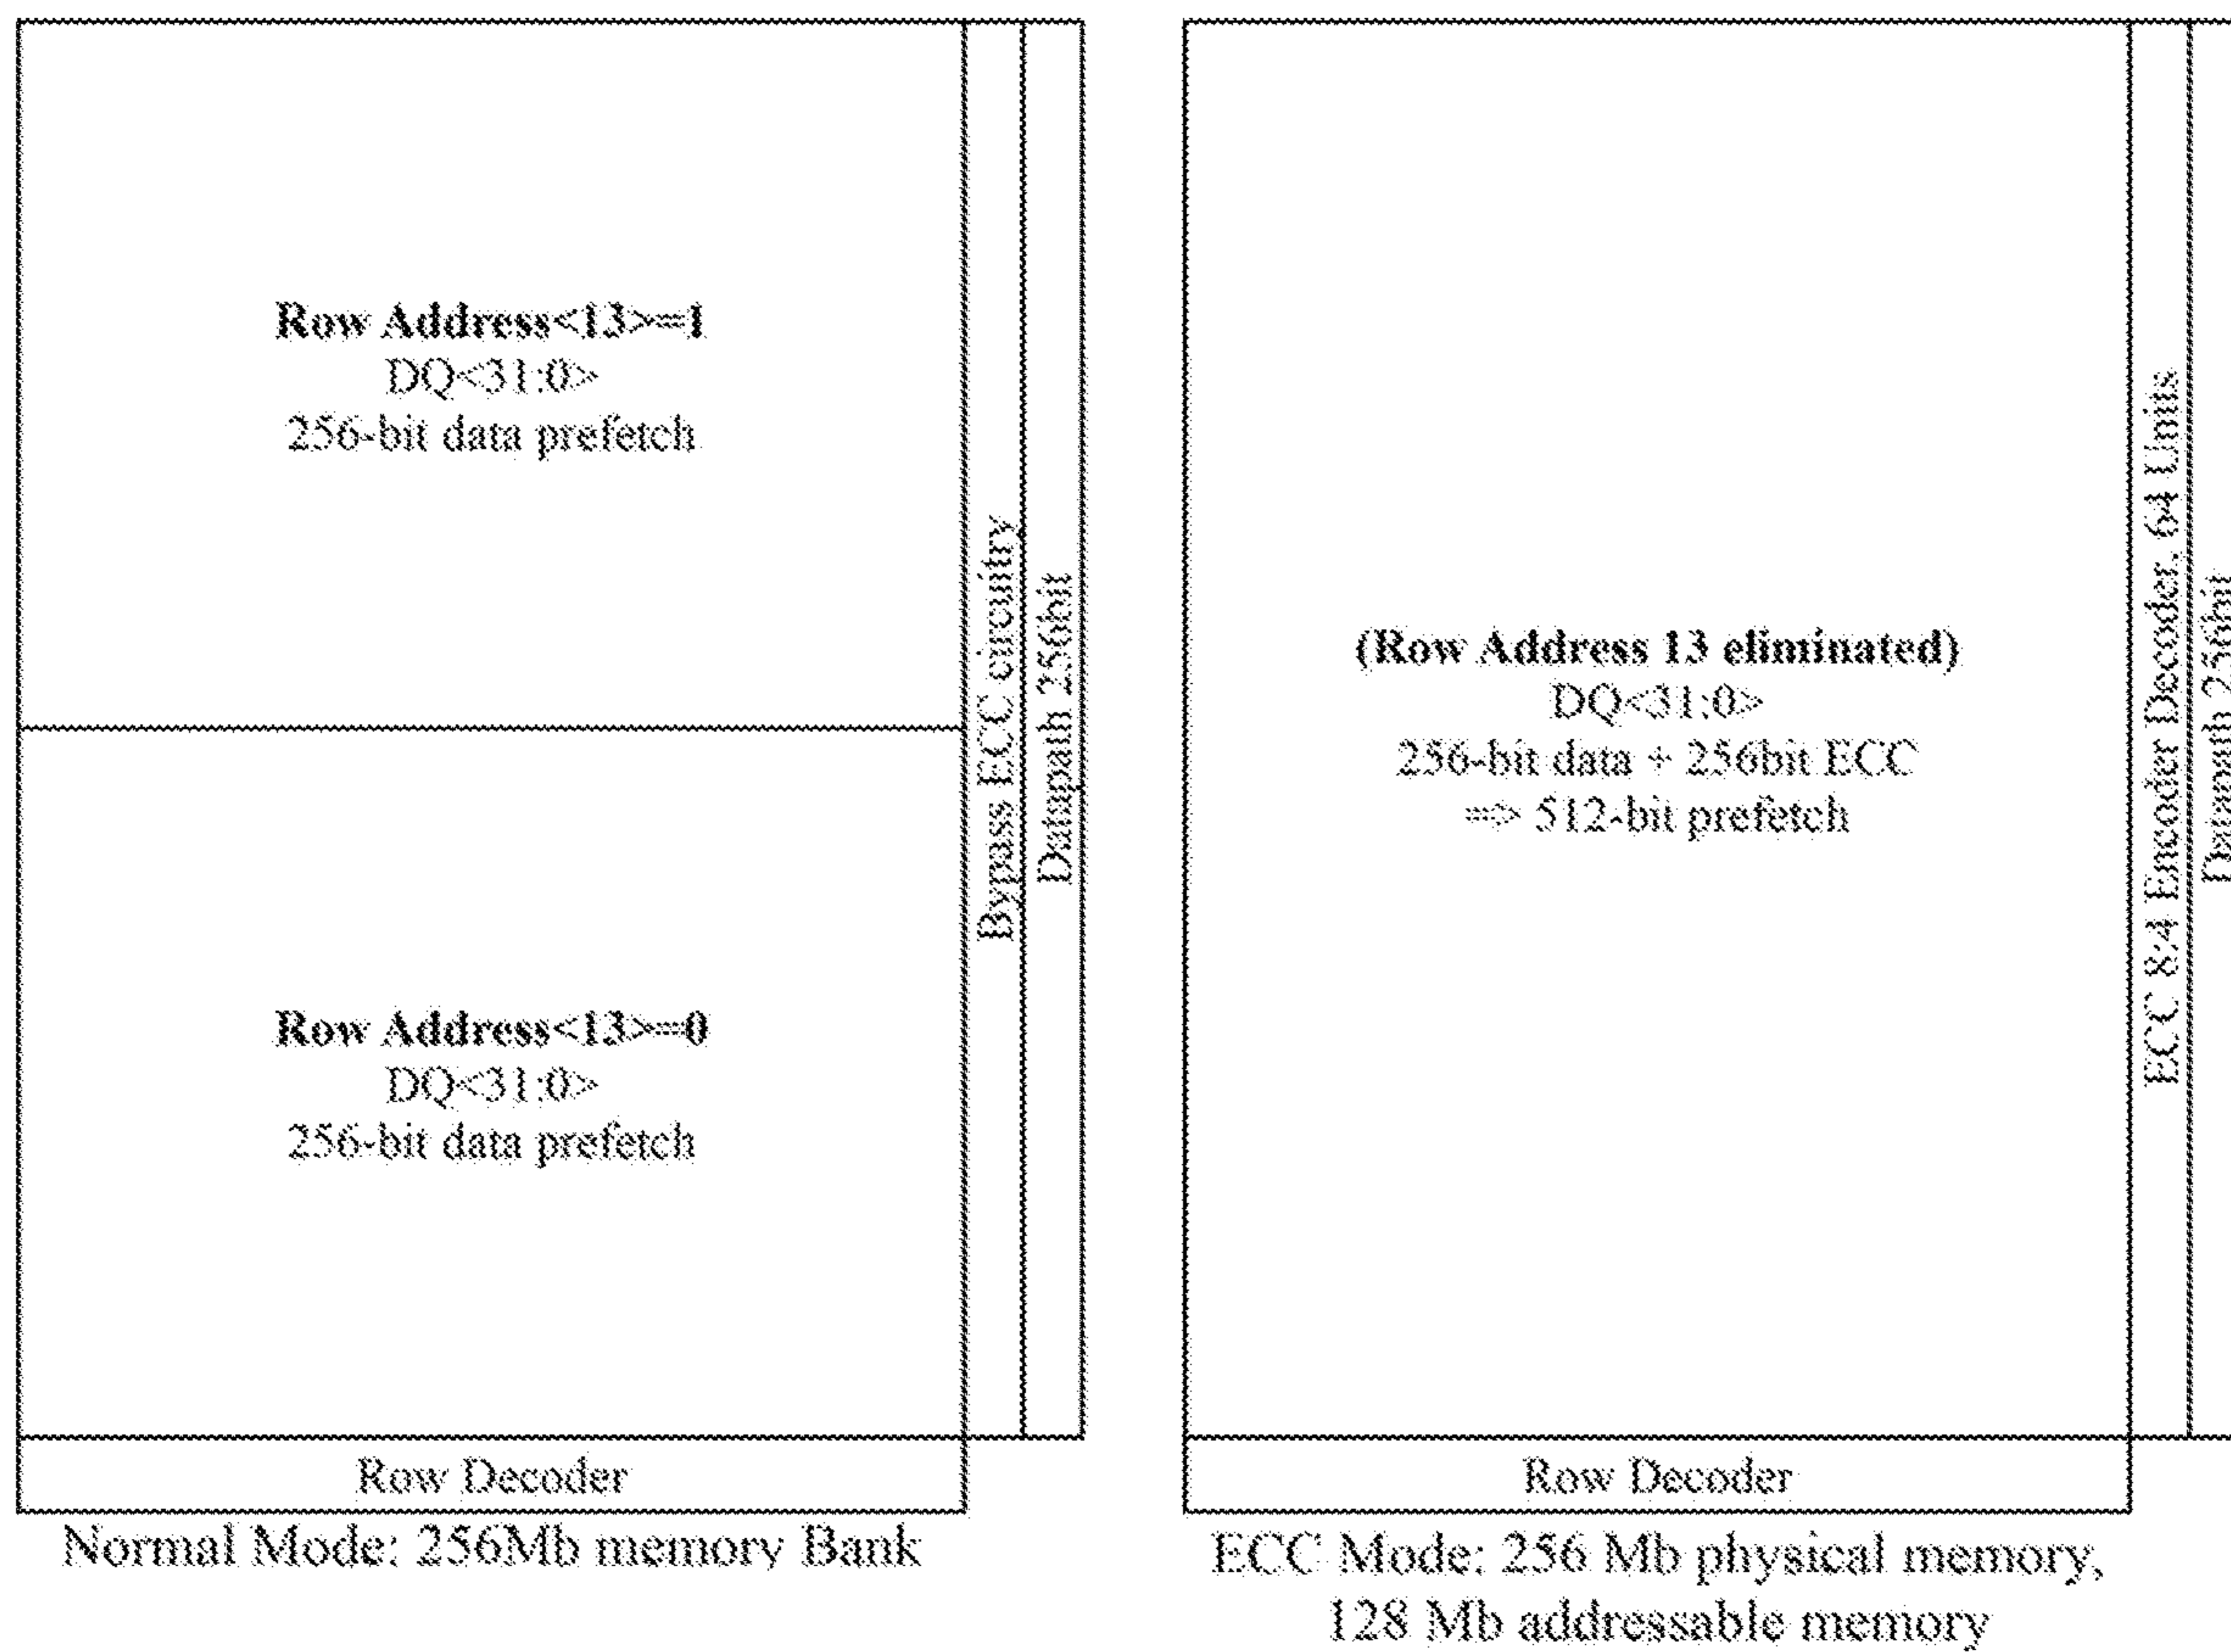 Row Address<13>=1
DQ<31:0>
256-bit data prefetch
Row Address<13>=0
DQ<31:0>
256-bit data prefetch
Bypass ECC circuitry
Datapath 256bit
Row Decoder
Normal Mode: 256Mb memory Bank
(Row Address 13 eliminated)
DQ<31:0>
256-bit data + 256bit ECC
=> 512-bit prefetch
ECC 8:4 Encoder Decoder, 64 Units
Datapath 256bit
Row Decoder
ECC Mode: 256 Mb physical memory,
128 Mb addressable memory